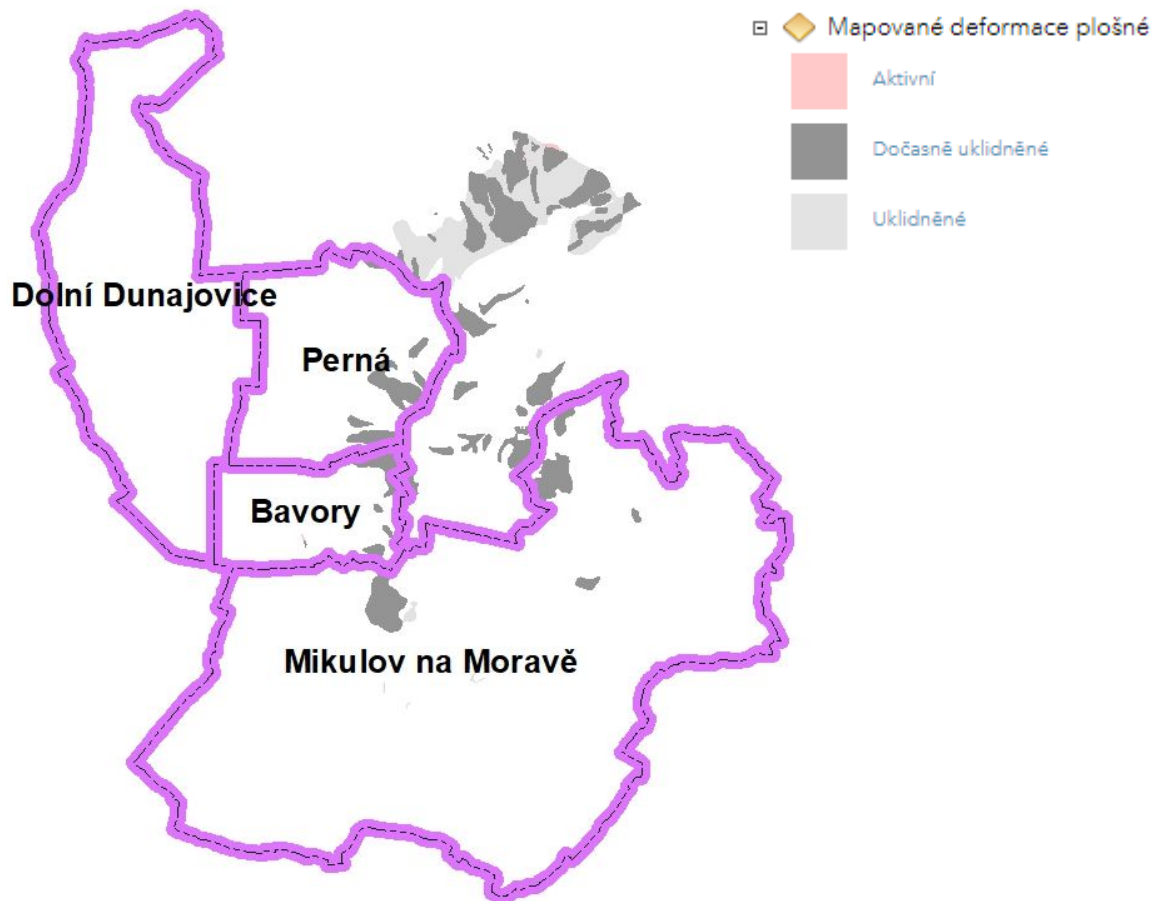 Mapované deformace plošné
Aktivní
Dočasně uklidněné
Uklidněné
Dolní Dunajovice
Perná
Bavory
Mikulov na Moravě